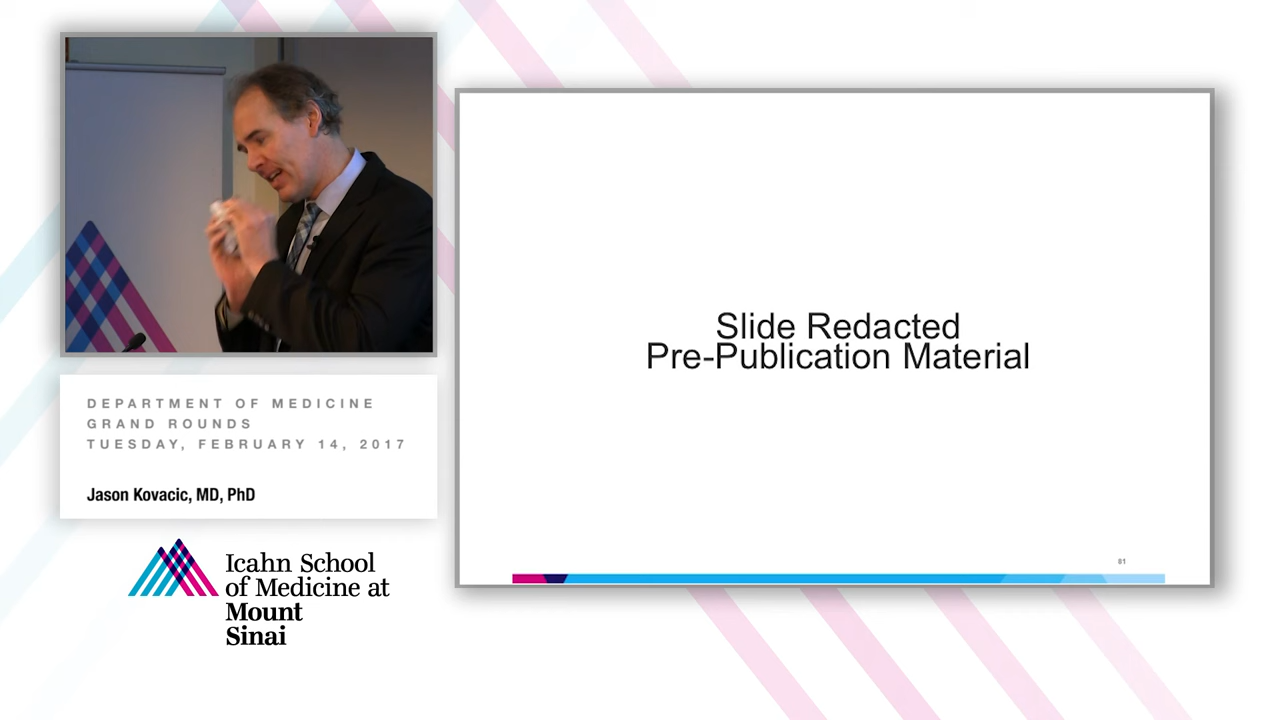 DEPARTMENT OF MEDICINE
GRAND ROUNDS
TUESDAY, FEBRUARY 14, 2017
Jason Kovacic, MD, PhD
Icahn School
of Medicine at
Mount
Sinai
Slide Redacted
Pre-Publication Material
81